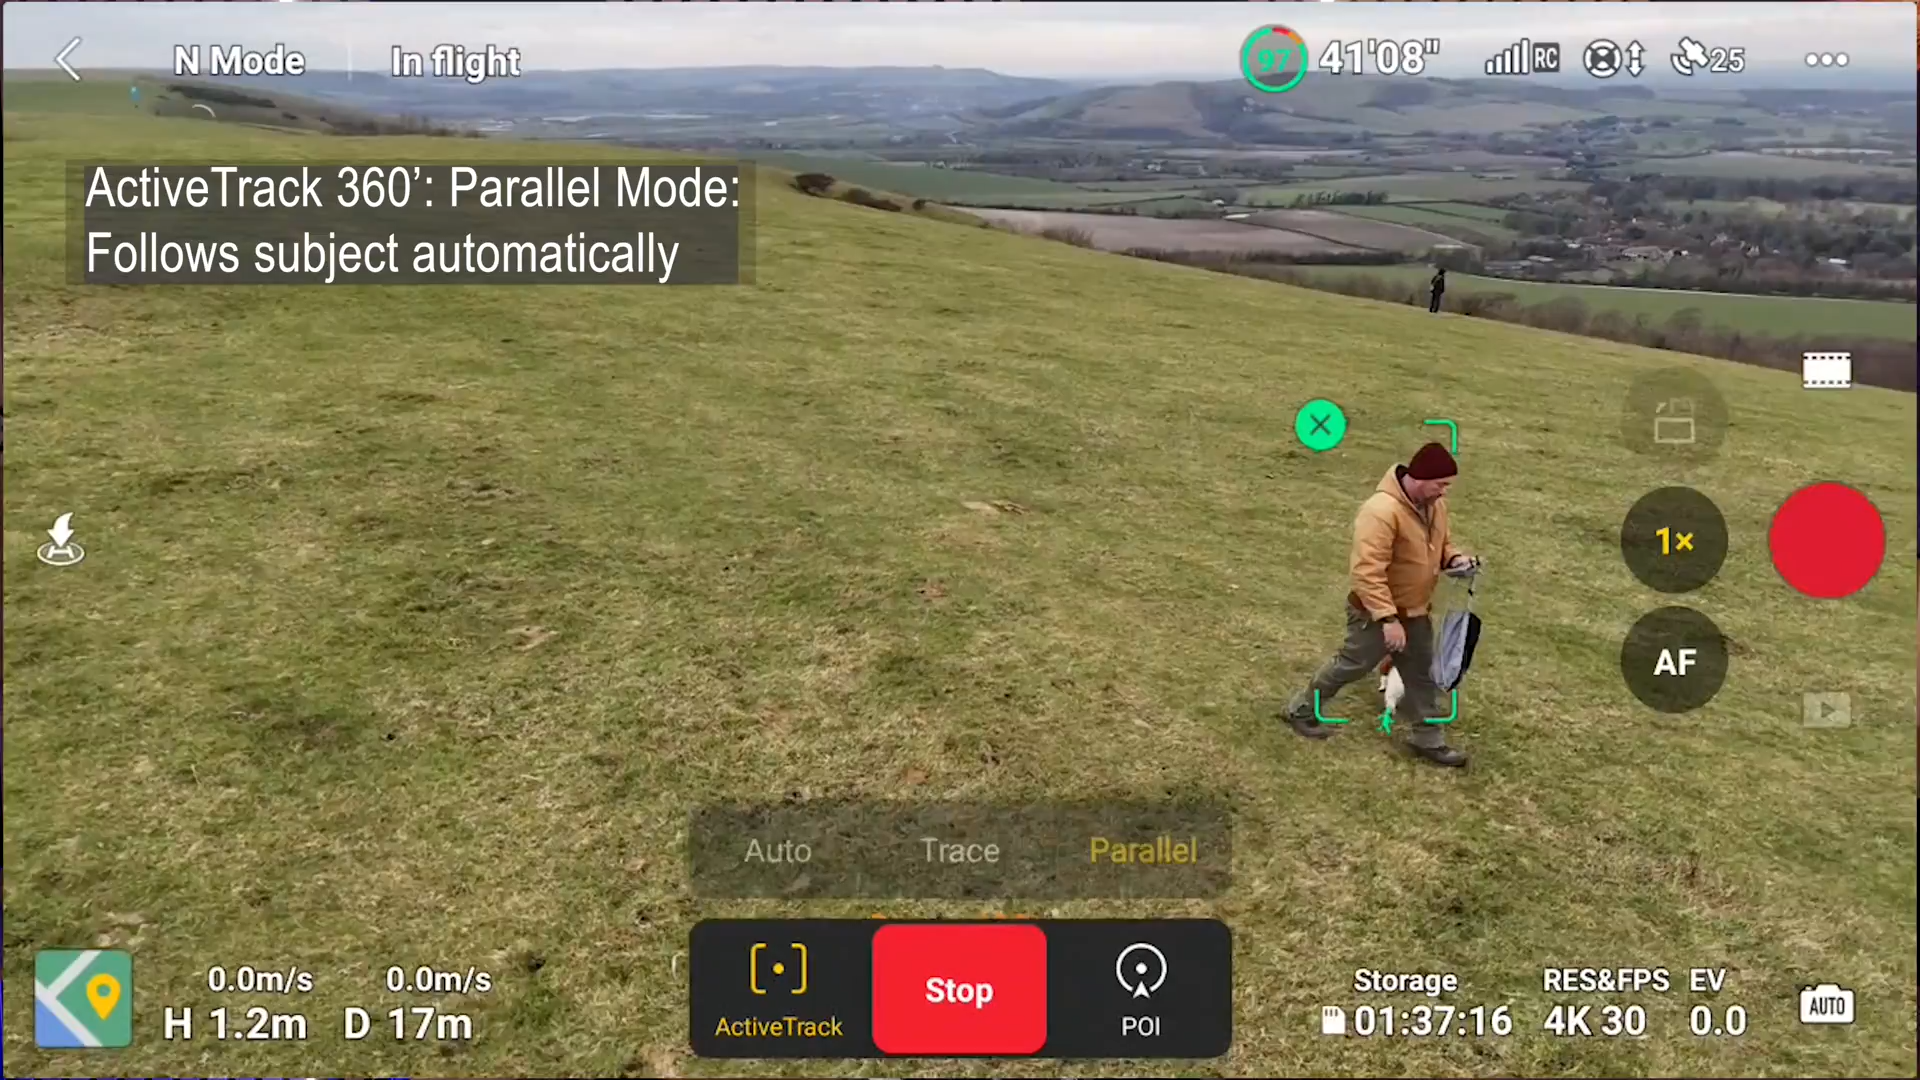 N Mode
In flight
97
41'08"
RC
25
ActiveTrack 360’: Parallel Mode:
Follows subject automatically
1×
AF
Auto
Trace
Parallel
ActiveTrack
Stop
POI
0.0m/s
0.0m/s
H 1.2m
D 17m
Storage
01:37:16
RES&FPS
4K 30
EV
0.0
AUTO